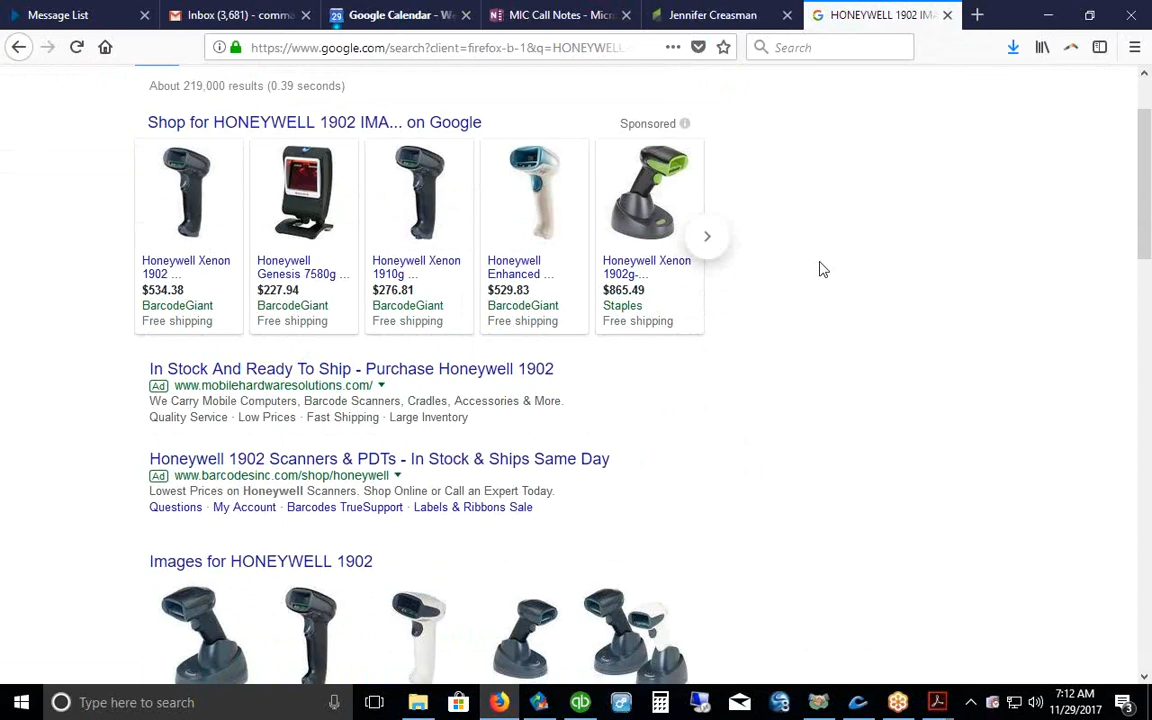 Message List
Inbox (3,681) - comma
29
Google Calendar - We
MIC Call Notes - Micr
Jennifer Creasman
HONEYWELL 1902 IMA
https://www.google.com/search?client=firefox-b-1&q=HONEYWELL
Search
About 219,000 results (0.39 seconds)
Shop for HONEYWELL 1902 IMA... on Google
Sponsored
Honeywell Xenon
1902 ...
$534.38
BarcodeGiant
Free shipping
Honeywell
Genesis 7580g ...
$227.94
BarcodeGiant
Free shipping
Honeywell Xenon
1910g ...
$276.81
BarcodeGiant
Free shipping
Honeywell
Enhanced ...
$529.83
BarcodeGiant
Free shipping
Honeywell Xenon
1902g-...
$865.49
Staples
Free shipping
In Stock And Ready To Ship - Purchase Honeywell 1902
Ad www.mobilehardwaresolutions.com/
We Carry Mobile Computers, Barcode Scanners, Cradles, Accessories & More.
Quality Service · Low Prices · Fast Shipping · Large Inventory
Honeywell 1902 Scanners & PDTs - In Stock & Ships Same Day
Ad www.barcodesinc.com/shop/honeywell
Lowest Prices on Honeywell Scanners. Shop Online or Call an Expert Today.
Questions · My Account · Barcodes TrueSupport · Labels & Ribbons Sale
Images for HONEYWELL 1902
Type here to search
7:12 AM
11/29/2017
3